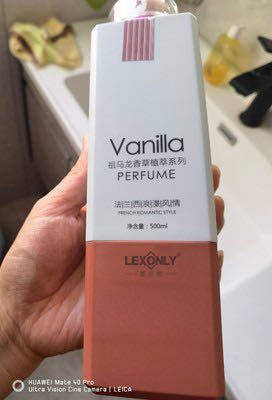 Vanilla
祖马龙香草植萃系列
PERFUME
法|兰|西|浪|漫|风|情
FRENCH ROMANTIC STYLE
净含量：500ml
LEXONLY
HUAWEI Mate 40 Pro
Ultra Vision Cine Camera | LEICA